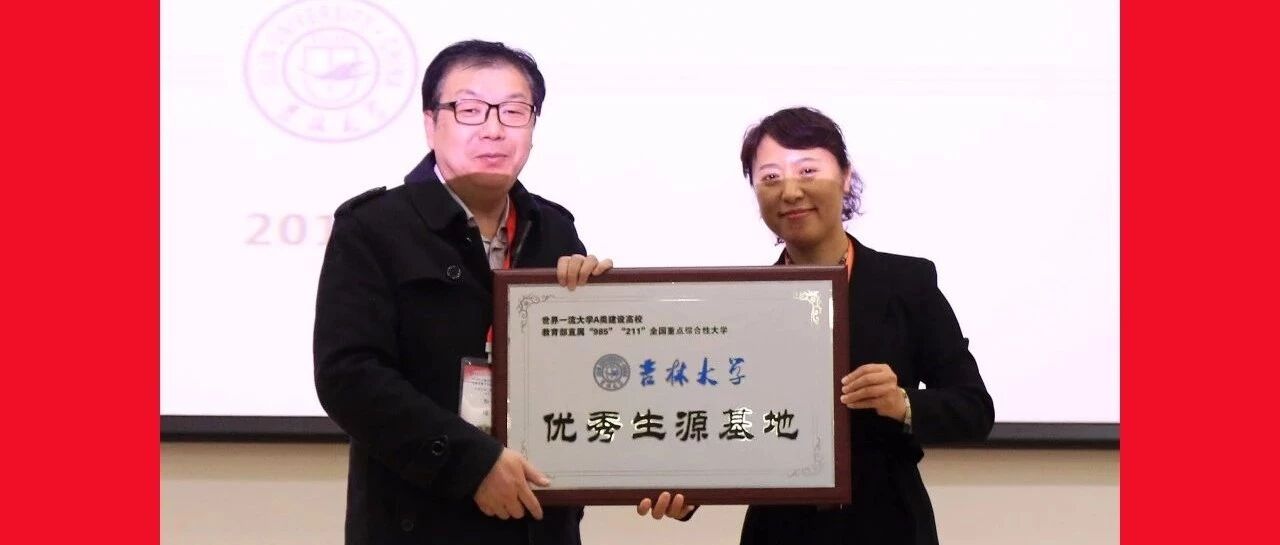 201
世界一流大学A类建设高校
教育部直属“985”“211”全国重点综合性大学
吉林大学
优秀生源基地